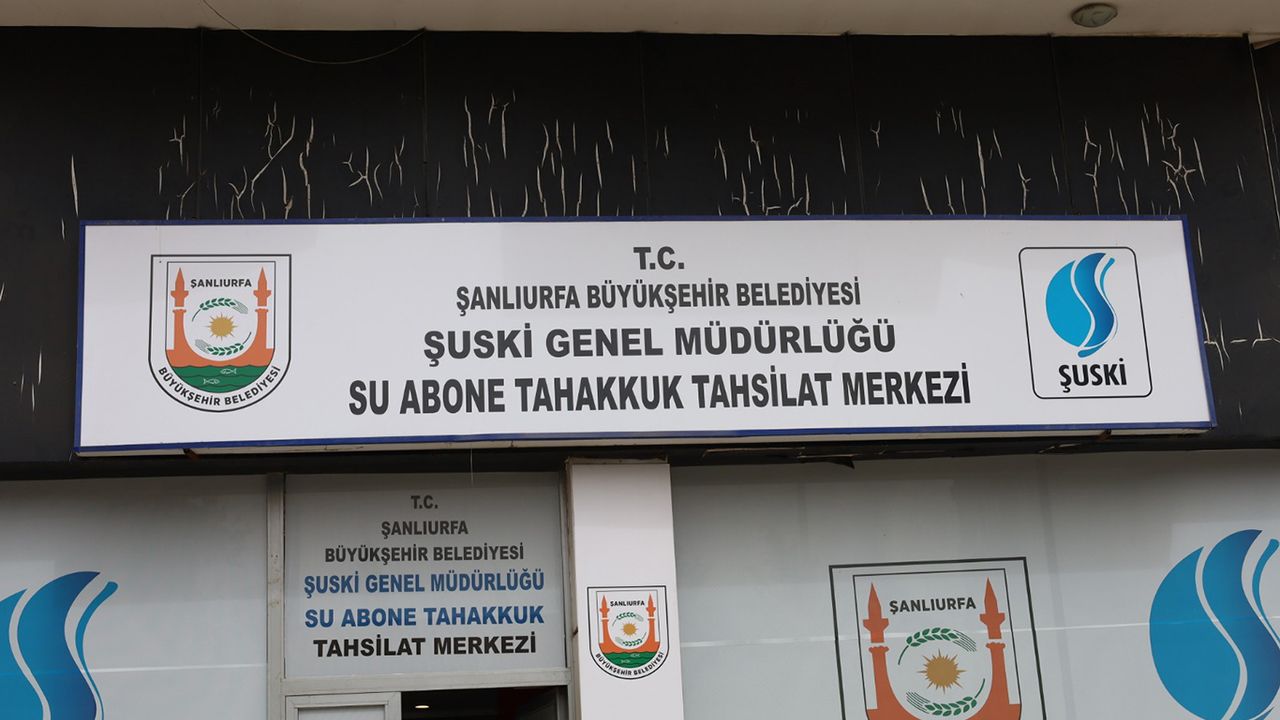 T.C.
ŞANLIURFA BÜYÜKŞEHİR BELEDİYESİ
ŞUSKİ GENEL MÜDÜRLÜĞÜ
SU ABONE TAHAKKUK TAHSİLAT MERKEZİ
ŞANLIURFA
BÜYÜKŞEHİR BELEDİYESİ
ŞUSKİ
T.C.
ŞANLIURFA
BÜYÜKŞEHİR BELEDİYESİ
ŞUSKİ GENEL MÜDÜRLÜĞÜ
SU ABONE TAHAKKUK
TAHSİLAT MERKEZİ
ŞANLIURFA
BÜYÜKŞEHİR BELEDİYESİ
ŞANLIURFA